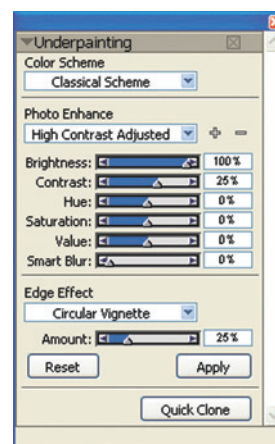 Underpainting
Color Scheme
Classical Scheme
Photo Enhance
High Contrast Adjusted
Brightness: 100%
Contrast: 25%
Hue: 0%
Saturation: 0%
Value: 0%
Smart Blur: 0%
Edge Effect
Circular Vignette
Amount: 25%
Reset Apply
Quick Clone